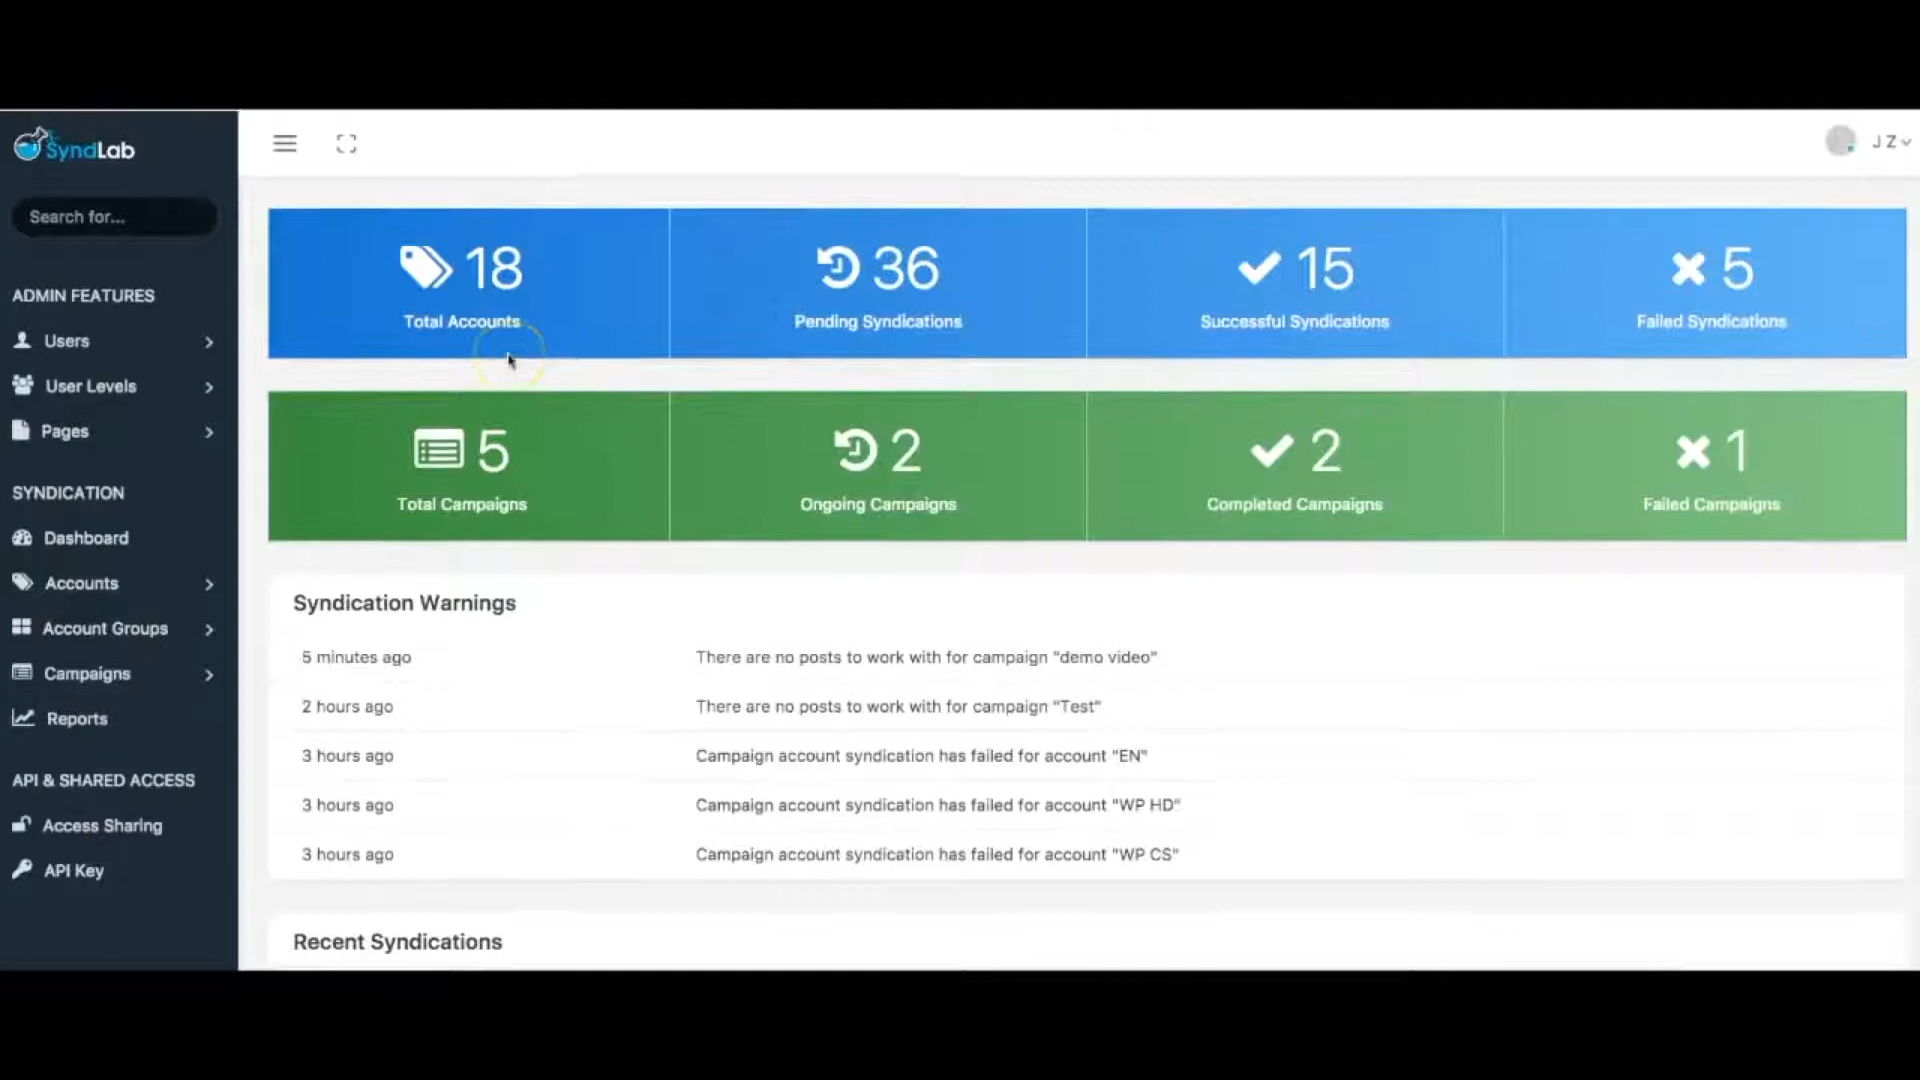 SyndLab
J Z
Search for...
ADMIN FEATURES
Users
User Levels
Pages
SYNDICATION
Dashboard
Accounts
Account Groups
Campaigns
Reports
API & SHARED ACCESS
Access Sharing
API Key
18
Total Accounts
36
Pending Syndications
15
Successful Syndications
5
Failed Syndications
5
Total Campaigns
2
Ongoing Campaigns
2
Completed Campaigns
1
Failed Campaigns
Syndication Warnings
5 minutes ago There are no posts to work with for campaign "demo video"
2 hours ago There are no posts to work with for campaign "Test"
3 hours ago Campaign account syndication has failed for account "EN"
3 hours ago Campaign account syndication has failed for account "WP HD"
3 hours ago Campaign account syndication has failed for account "WP CS"
Recent Syndications